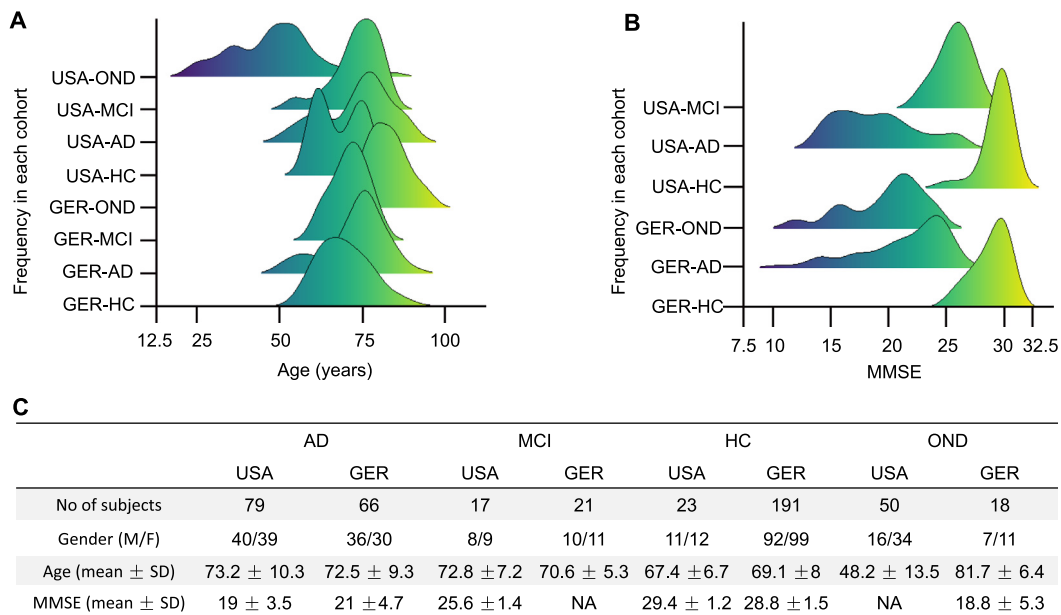 A
Frequency in each cohort
USA-OND
USA-MCI
USA-AD
USA-HC
GER-OND
GER-MCI
GER-AD
GER-HC
12.5 25 50 75 100
Age (years)
B
Frequency in each cohort
USA-MCI
USA-AD
USA-HC
GER-OND
GER-AD
GER-HC
7.5 10 15 20 25 30 32.5
MMSE
C
AD MCI HC OND
USA GER USA GER USA GER USA GER
No of subjects 79 66 17 21 23 191 50 18
Gender (M/F) 40/39 36/30 8/9 10/11 11/12 92/99 16/34 7/11
Age (mean ± SD) 73.2 ± 10.3 72.5 ± 9.3 72.8 ±7.2 70.6 ± 5.3 67.4 ±6.7 69.1 ±8 48.2 ± 13.5 81.7 ± 6.4
MMSE (mean ± SD) 19 ± 3.5 21 ±4.7 25.6 ±1.4 NA 29.4 ± 1.2 28.8 ±1.5 NA 18.8 ± 5.3